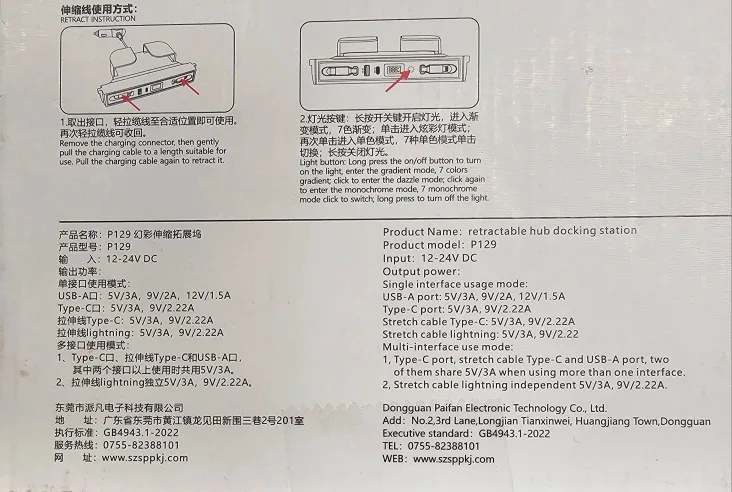 伸缩线使用方式：
RETRACT INSTRUCTION
1.取出接口，轻拉缆线至合适位置即可使用。
再次轻拉缆线可收回。
Remove the charging connector, then gently
pull the charging cable to a length suitable for
use. Pull the charging cable again to retract it.
2.灯光按键：长按开关键开启灯光，进入渐
变模式，7色渐变；单击进入炫彩灯模式；
再次单击进入单色模式，7种单色模式单击
切换；长按关闭灯光。
Light button: Long press the on/off button to turn
on the light, enter the gradient mode, 7 colors
gradient; click to enter the dazzle mode; click again
to enter the monochrome mode, 7 monochrome
mode click to switch; long press to turn off the light.
产品名称：P129 幻彩伸缩拓展坞
产品型号：P129
输 入：12-24V DC
输出功率：
单接口使用模式：
USB-A口：5V/3A，9V/2A，12V/1.5A
Type-C口：5V/3A，9V/2.22A
拉伸线Type-C：5V/3A，9V/2.22A
拉伸线lightning：5V/3A，9V/2.22A
多接口使用模式：
1、Type-C口、拉伸线Type-C和USB-A口，
其中两个接口以上使用时共用5V/3A。
2、拉伸线lightning独立5V/3A，9V/2.22A。
东莞市派凡电子科技有限公司
地 址：广东省东莞市黄江镇龙见田新围三巷2号201室
执行标准：GB4943.1-2022
服务热线：0755-82388101
网 址：www.szsppkj.com
Product Name: retractable hub docking station
Product model: P129
Input: 12-24V DC
Output power:
Single interface usage mode:
USB-A port: 5V/3A, 9V/2A, 12V/1.5A
Type-C port: 5V/3A, 9V/2.22A
Stretch cable Type-C: 5V/3A, 9V/2.22A
Stretch cable lightning: 5V/3A, 9V/2.22
Multi-interface use mode:
1, Type-C port, stretch cable Type-C and USB-A port, two
of them share 5V/3A when using more than one interface.
2, Stretch cable lightning independent 5V/3A, 9V/2.22A.
Dongguan Paifan Electronic Technology Co., Ltd.
Add: No.2,3rd Lane,Longjian Tianxinwei, Huangjiang Town,Dongguan
Executive standard: GB4943.1-2022
TEL: 0755-82388101
WEB: www.szsppkj.com